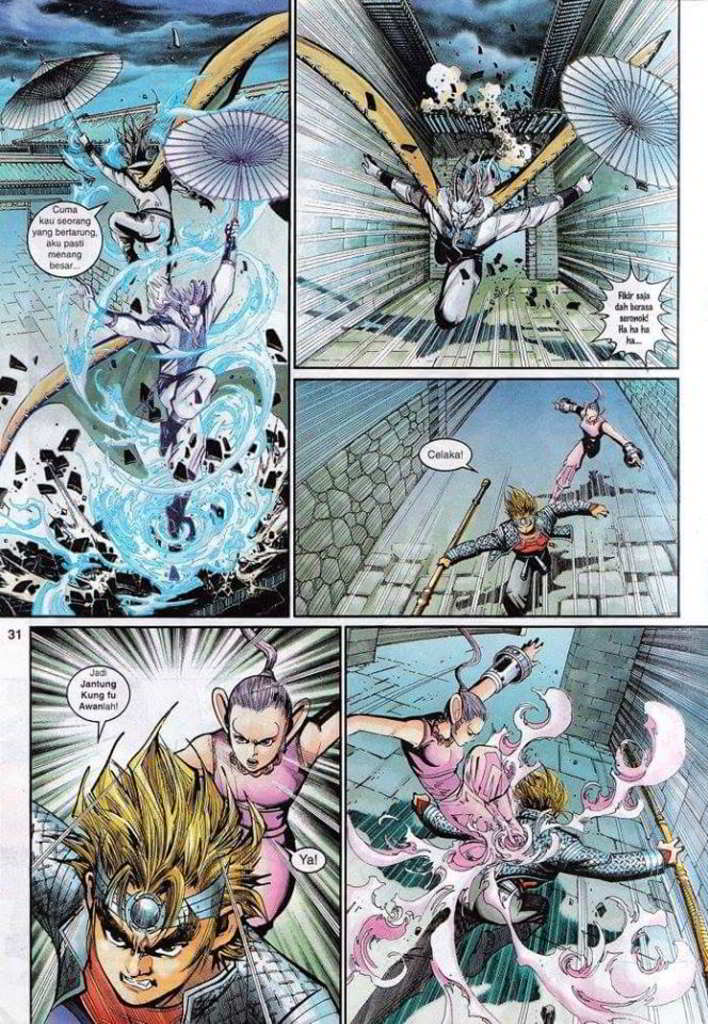 Cuma
kau seorang
yang bertarung,
aku pasti
menang
besar...
Fikir saja
dah berasa
seronok!
Ha ha ha
ha...
Celaka!
31
Jadi
Jantung
Kung fu
Awanlah!
Ya!